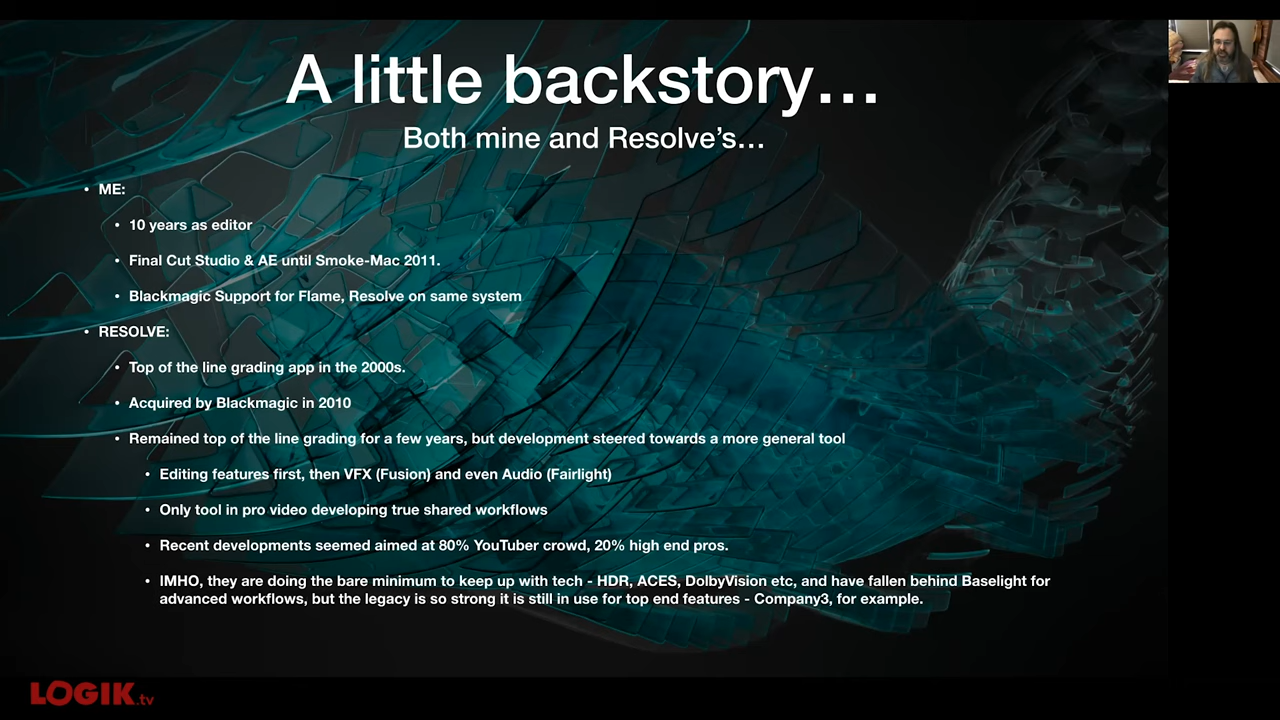 A little backstory...
Both mine and Resolve's...
• ME:
• 10 years as editor
• Final Cut Studio & AE until Smoke-Mac 2011.
• Blackmagic Support for Flame, Resolve on same system
• RESOLVE:
• Top of the line grading app in the 2000s.
• Acquired by Blackmagic in 2010
• Remained top of the line grading for a few years, but development steered towards a more general tool
• Editing features first, then VFX (Fusion) and even Audio (Fairlight)
• Only tool in pro video developing true shared workflows
• Recent developments seemed aimed at 80% YouTuber crowd, 20% high end pros.
• IMHO, they are doing the bare minimum to keep up with tech - HDR, ACES, DolbyVision etc, and have fallen behind Baselight for
advanced workflows, but the legacy is so strong it is still in use for top end features - Company3, for example.
LOGIK.tv